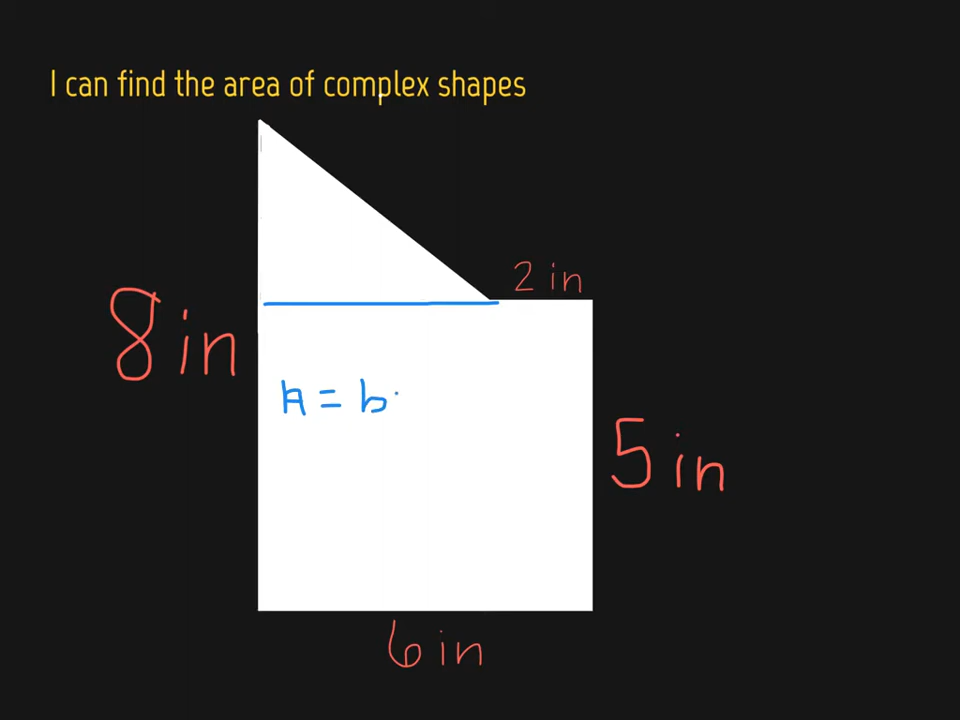 I can find the area of complex shapes
2 in
8 in
A = b ·
5 in
6 in